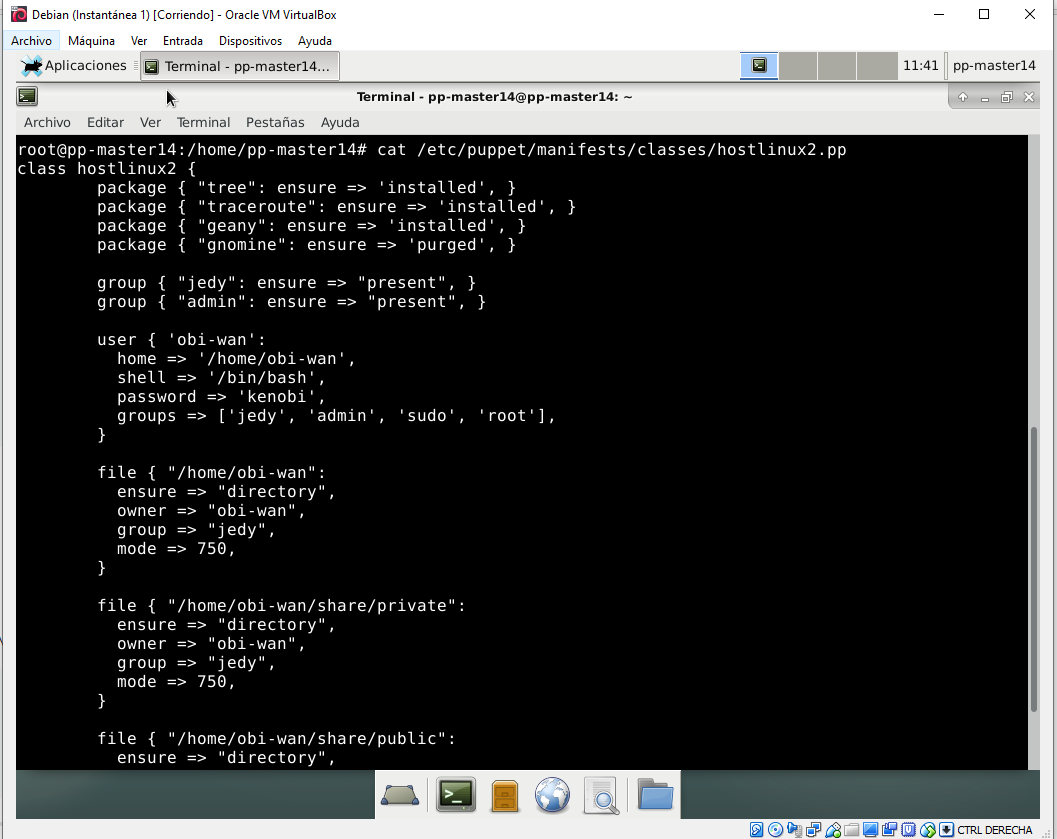 Debian (Instantánea 1) [Corriendo] - Oracle VM VirtualBox
Archivo Máquina Ver Entrada Dispositivos Ayuda
Aplicaciones Terminal - pp-master14... 11:41 pp-master14
Terminal - pp-master14@pp-master14: ~
Archivo Editar Ver Terminal Pestañas Ayuda
root@pp-master14:/home/pp-master14# cat /etc/puppet/manifests/classes/hostlinux2.pp
class hostlinux2 {
        package { "tree": ensure => 'installed', }
        package { "traceroute": ensure => 'installed', }
        package { "geany": ensure => 'installed', }
        package { "gnomine": ensure => 'purged', }

        group { "jedy": ensure => "present", }
        group { "admin": ensure => "present", }

        user { 'obi-wan':
          home => '/home/obi-wan',
          shell => '/bin/bash',
          password => 'kenobi',
          groups => ['jedy', 'admin', 'sudo', 'root'],
        }

        file { "/home/obi-wan":
          ensure => "directory",
          owner => "obi-wan",
          group => "jedy",
          mode => 750,
        }

        file { "/home/obi-wan/share/private":
          ensure => "directory",
          owner => "obi-wan",
          group => "jedy",
          mode => 750,
        }

        file { "/home/obi-wan/share/public":
          ensure => "directory",
CTRL DERECHA